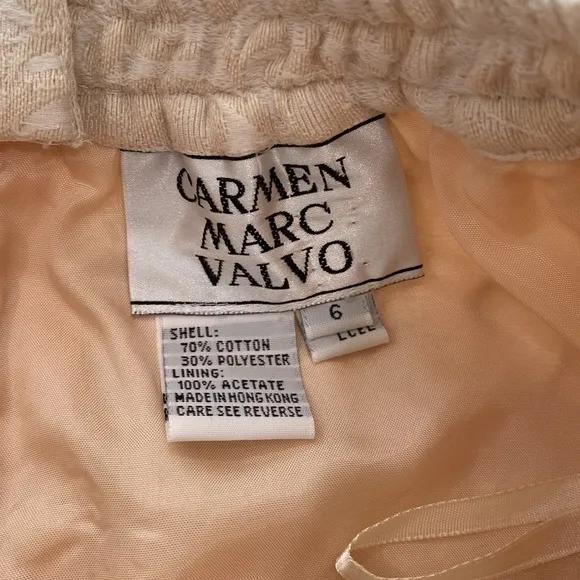 CARMEN
MARC
VALVO
6
SHELL:
70% COTTON
30% POLYESTER
LINING:
100% ACETATE
MADE IN HONG KONG
CARE SEE REVERSE